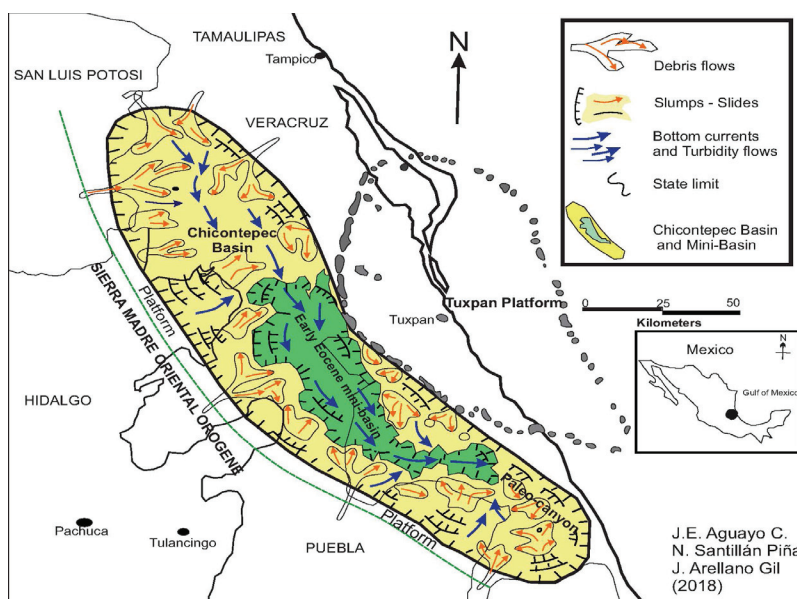 TAMAULIPAS
Tampico
SAN LUIS POTOSI
VERACRUZ
N
Chicontepec
Basin
Platform
SIERRA MADRE ORIENTAL OROGENE
Early Eocene mini-basin
Tuxpan Platform
Tuxpan
HIDALGO
Pachuca
Tulancingo
PUEBLA
Platform
Paleo-canyon
Debris flows
Slumps - Slides
Bottom currents
and Turbidity flows
State limit
Chicontepec Basin
and Mini-Basin
0 25 50
Kilometers
Mexico
N
Gulf of Mexico
J.E. Aguayo C.
N. Santillán Piña
J. Arellano Gil
(2018)